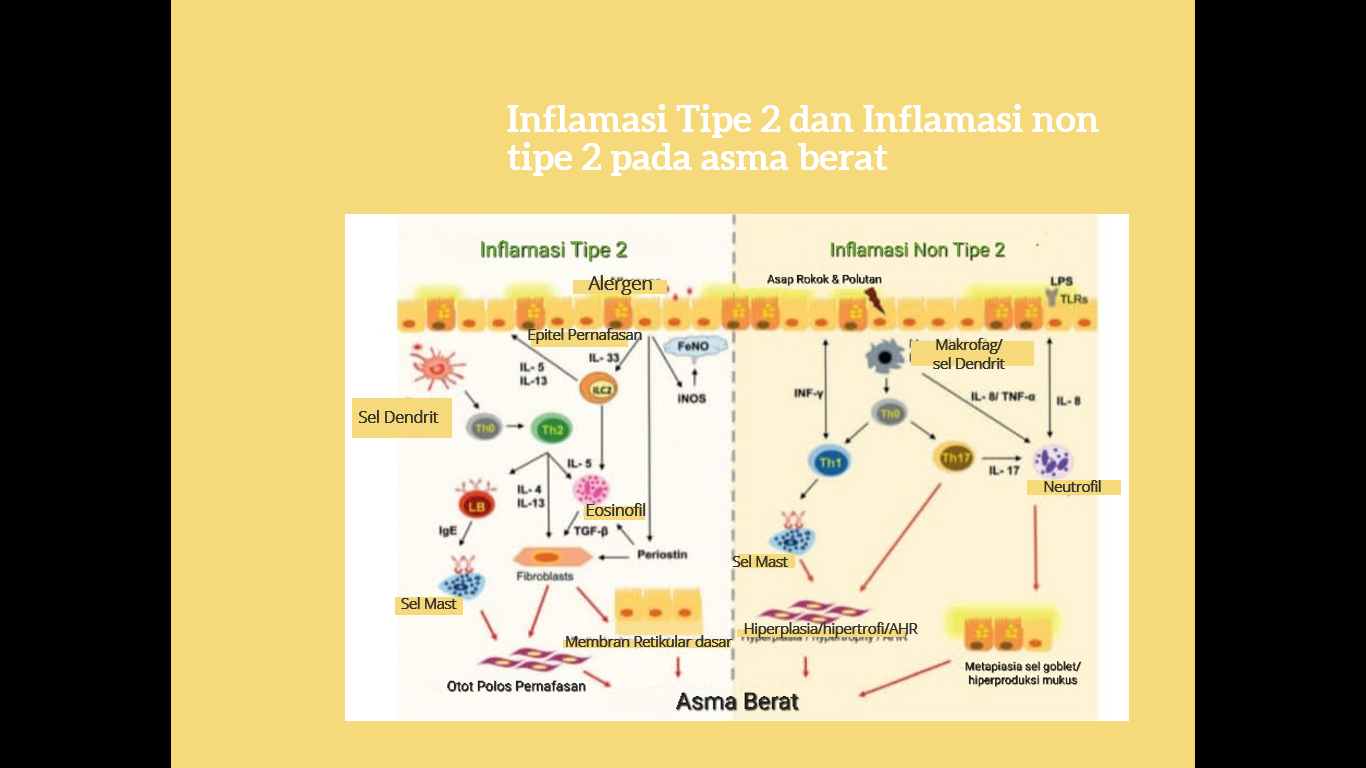 Inflamasi Tipe 2 dan Inflamasi non
tipe 2 pada asma berat
Inflamasi Tipe 2
Alergen
Epitel Pernafasan
IL- 33
FeNO
IL- 5
IL-13
ILC2
iNOS
Sel Dendrit
Th0
Th2
IL- 5
IL- 4
IL-13
LB
Eosinofil
IgE
TGF-β
Periostin
Fibroblasts
Sel Mast
Membran Retikular dasar
Otot Polos Pernafasan
Inflamasi Non Tipe 2
Asap Rokok & Polutan
LPS
TLRs
Makrofag/
sel Dendrit
INF-γ
IL- 8/ TNF-α
IL- 8
Th0
Th1
Th17
IL- 17
Neutrofil
Sel Mast
Hiperplasia/hipertrofi/AHR
Hyperplasia / hypertrophy / AHR
Metapiasia sel goblet/
hiperproduksi mukus
Asma Berat